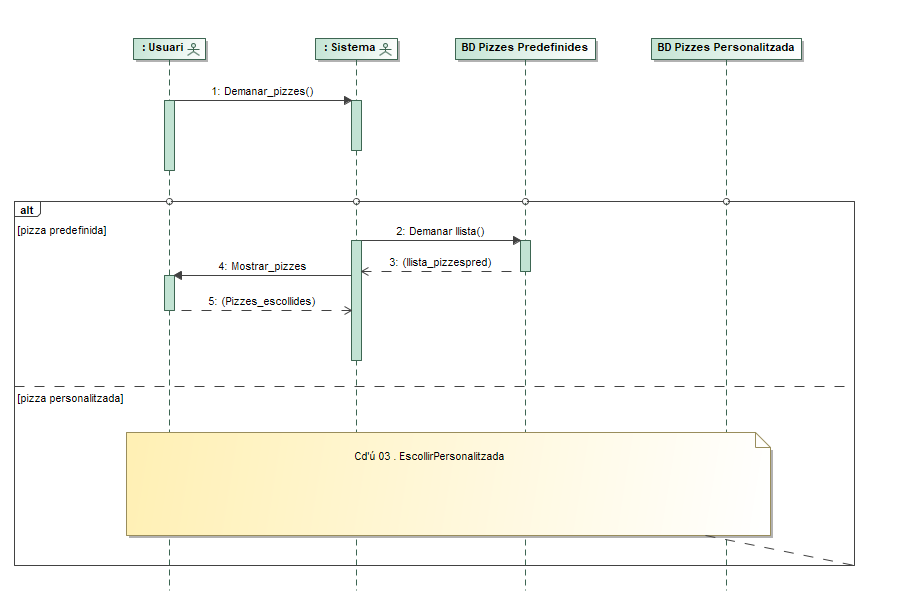 : Usuari
: Sistema
BD Pizzes Predefinides
BD Pizzes Personalitzada
1: Demanar_pizzes()
alt
[pizza predefinida]
2: Demanar llista()
3: (llista_pizzespred)
4: Mostrar_pizzes
5: (Pizzes_escollides)
[pizza personalitzada]
Cd'ú 03 . EscollirPersonalitzada